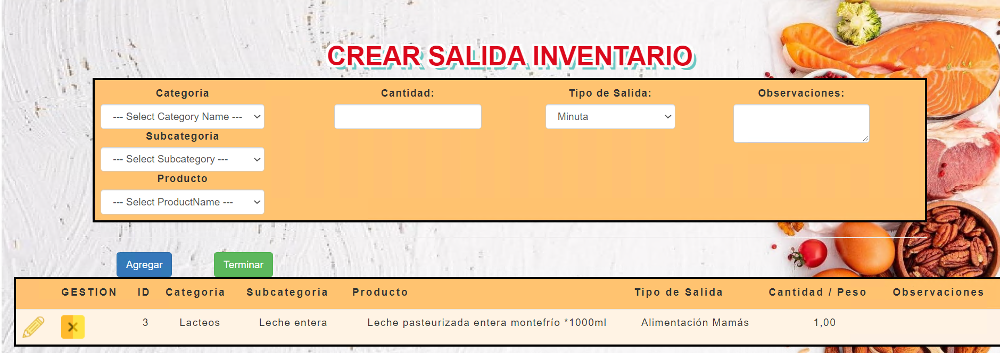 CREAR SALIDA INVENTARIO
Categoria Cantidad: Tipo de Salida: Observaciones:
--- Select Category Name --- Minuta
Subcategoria
--- Select Subcategory ---
Producto
--- Select ProductName ---
Agregar Terminar
GESTION ID Categoria Subcategoria Producto Tipo de Salida Cantidad / Peso Observaciones
3 Lacteos Leche entera Leche pasteurizada entera montefrío *1000ml Alimentación Mamás 1,00